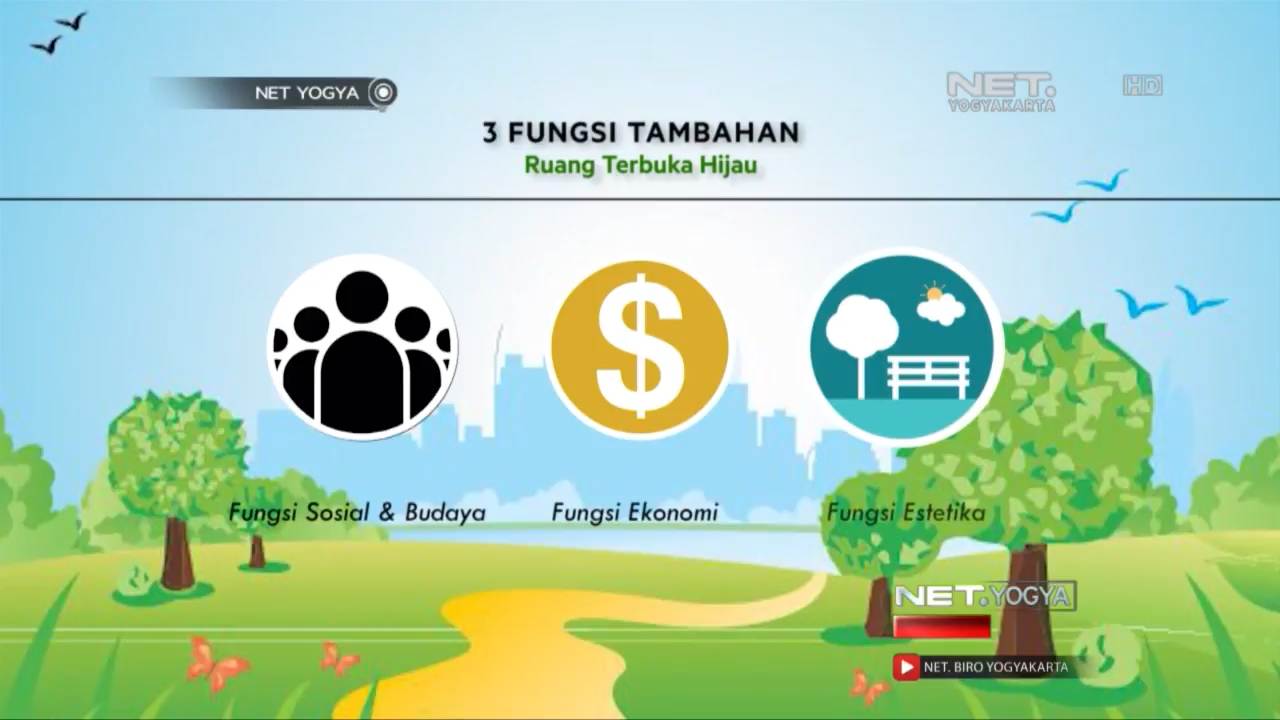 NET YOGYA
NET.
YOGYAKARTA
HD
3 FUNGSI TAMBAHAN
Ruang Terbuka Hijau
$
Fungsi Sosial & Budaya
Fungsi Ekonomi
Fungsi Estetika
NET.YOGYA
NET. BIRO YOGYAKARTA